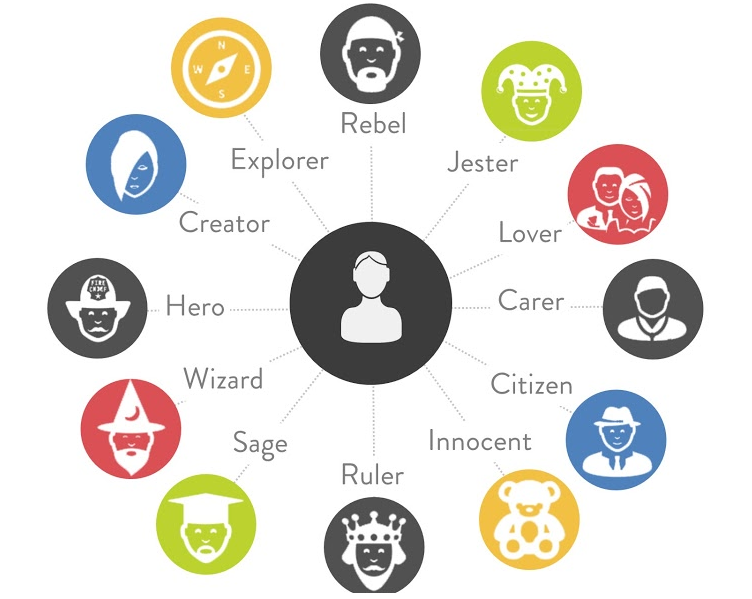 N
W E
S
Rebel
Explorer
Jester
Creator
Lover
FIRE
CHIEF
Hero
Carer
Wizard
Citizen
Sage
Innocent
Ruler